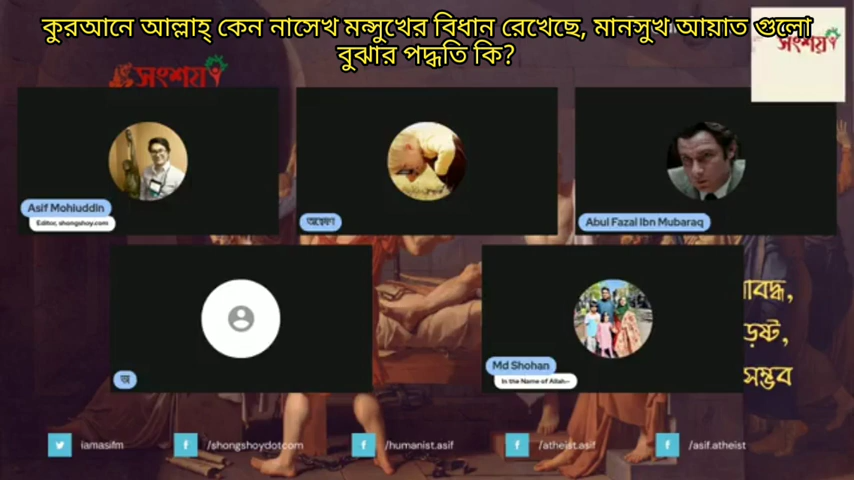 কুরআনে আল্লাহ্ কেন নাসেখ মন্সুখের বিধান রেখেছে, মানসুখ আয়াত গুলো
বুঝার পদ্ধতি কি?
সংশয়
সংশয়
Asif Mohiuddin
Editor, shongshoy.com
Abul Fazal Ibn Mubaraq
অ
Md Shohan
In the Name of Allah--
সম্ভব
iamasifm
/shongshoydotcom
/humanist.asif
/atheist.asif
/asif.atheist